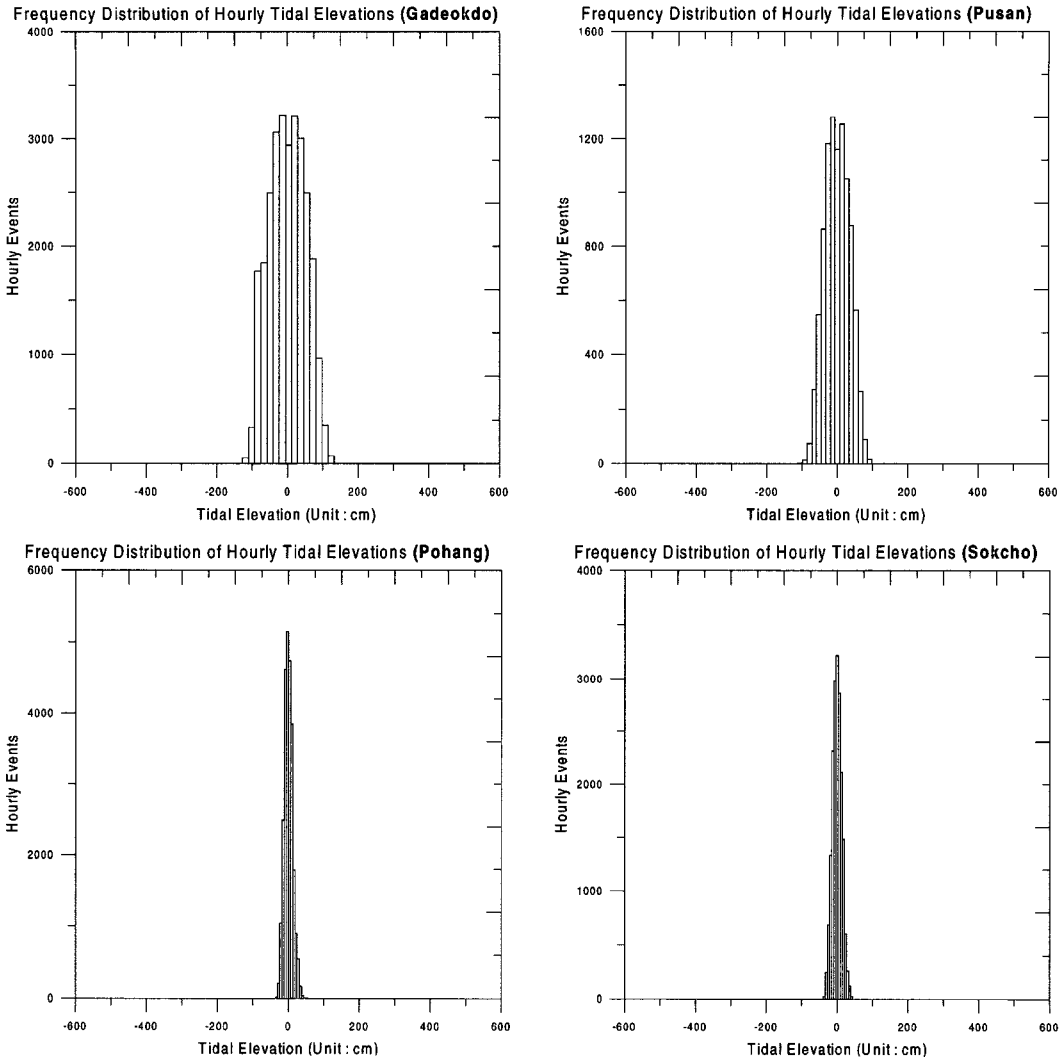 Frequency Distribution of Hourly Tidal Elevations (Gadeokdo)
4000
3000
2000
1000
0
Hourly Events
-600 -400 -200 0 200 400 600
Tidal Elevation (Unit : cm)
Frequency Distribution of Hourly Tidal Elevations (Pusan)
1600
1200
800
400
0
Hourly Events
-600 -400 -200 0 200 400 600
Tidal Elevation (Unit : cm)
Frequency Distribution of Hourly Tidal Elevations (Pohang)
6000
4000
2000
0
Hourly Events
-600 -400 -200 0 200 400 600
Tidal Elevation (Unit : cm)
Frequency Distribution of Hourly Tidal Elevations (Sokcho)
4000
3000
2000
1000
0
Hourly Events
-600 -400 -200 0 200 400 600
Tidal Elevation (Unit : cm)